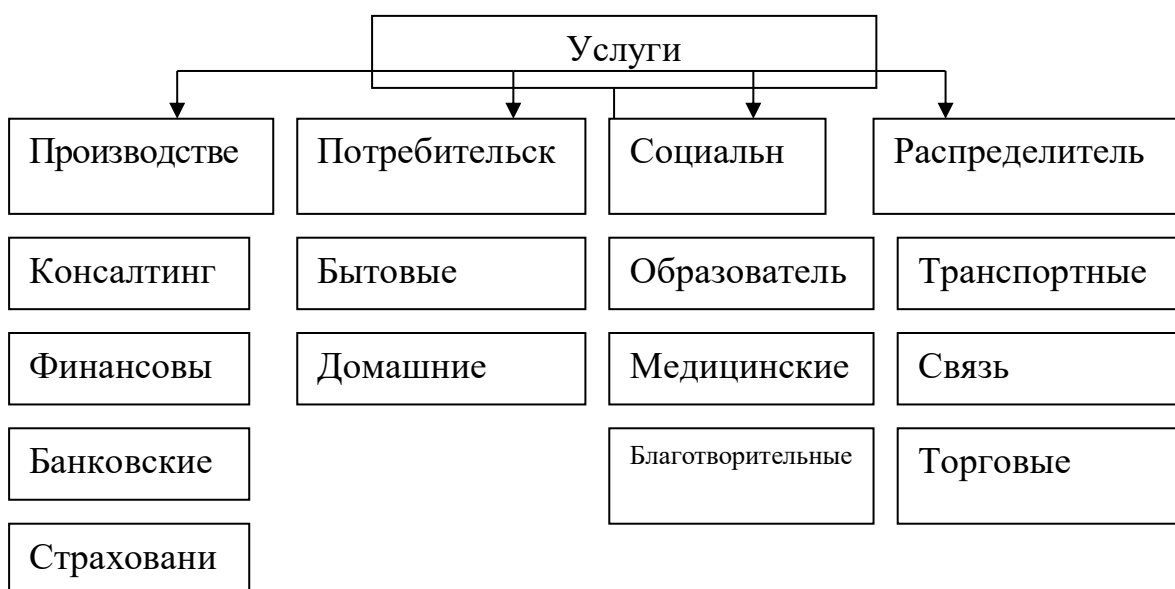 Услуги
Производстве
Потребительск
Социальн
Распределитель
Консалтинг
Бытовые
Образователь
Транспортные
Финансовы
Домашние
Медицинские
Связь
Банковские
Благотворительные
Торговые
Страховани